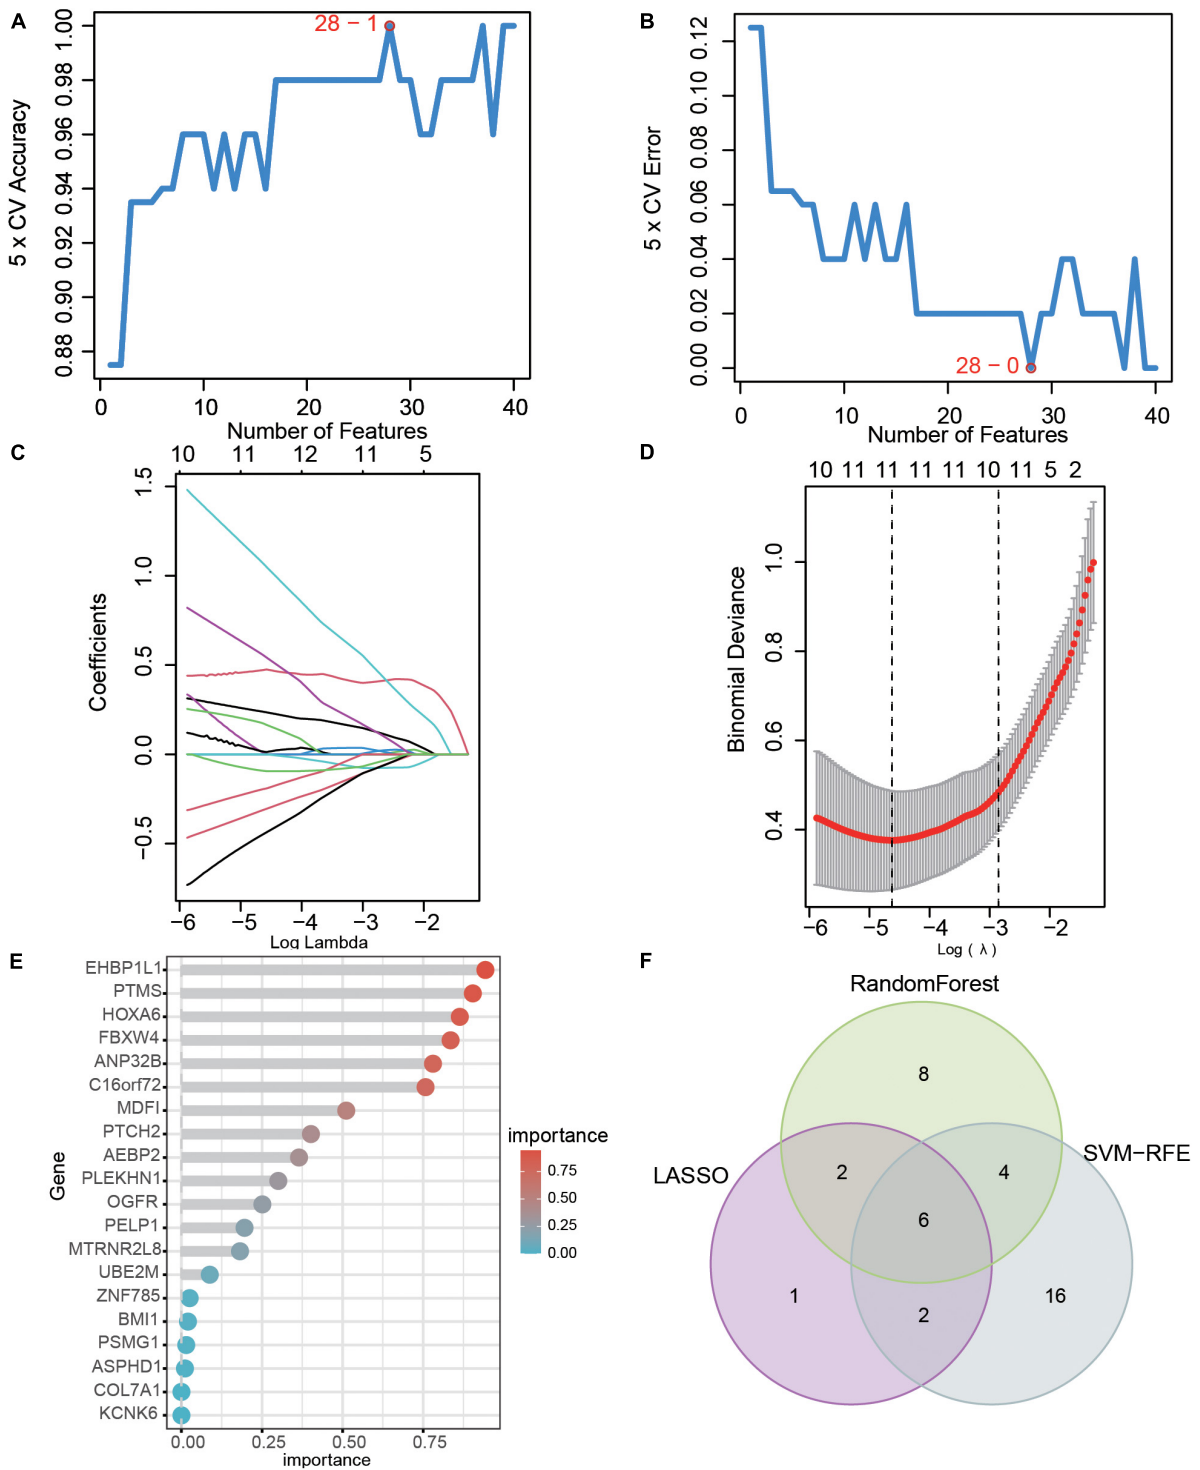 A
28 − 1
5 x CV Accuracy
0.88 0.90 0.92 0.94 0.96 0.98 1.00
0 10 20 30 40
Number of Features
B
28 − 0
5 x CV Error
0.00 0.02 0.04 0.06 0.08 0.10 0.12
0 10 20 30 40
Number of Features
C
10 11 12 11 5
Coefficients
−0.5 0.0 0.5 1.0 1.5
−6 −5 −4 −3 −2
Log Lambda
D
10 11 11 11 11 10 11 5 2
Binomial Deviance
0.4 0.6 0.8 1.0
−6 −5 −4 −3 −2
Log ( λ )
E
Gene
EHBP1L1
PTMS
HOXA6
FBXW4
ANP32B
C16orf72
MDFI
PTCH2
AEBP2
PLEKHN1
OGFR
PELP1
MTRNR2L8
UBE2M
ZNF785
BMI1
PSMG1
ASPHD1
COL7A1
KCNK6
0.00 0.25 0.50 0.75
importance
importance
0.75
0.50
0.25
0.00
F
RandomForest
LASSO
SVM−RFE
8
2
4
6
1
16
2